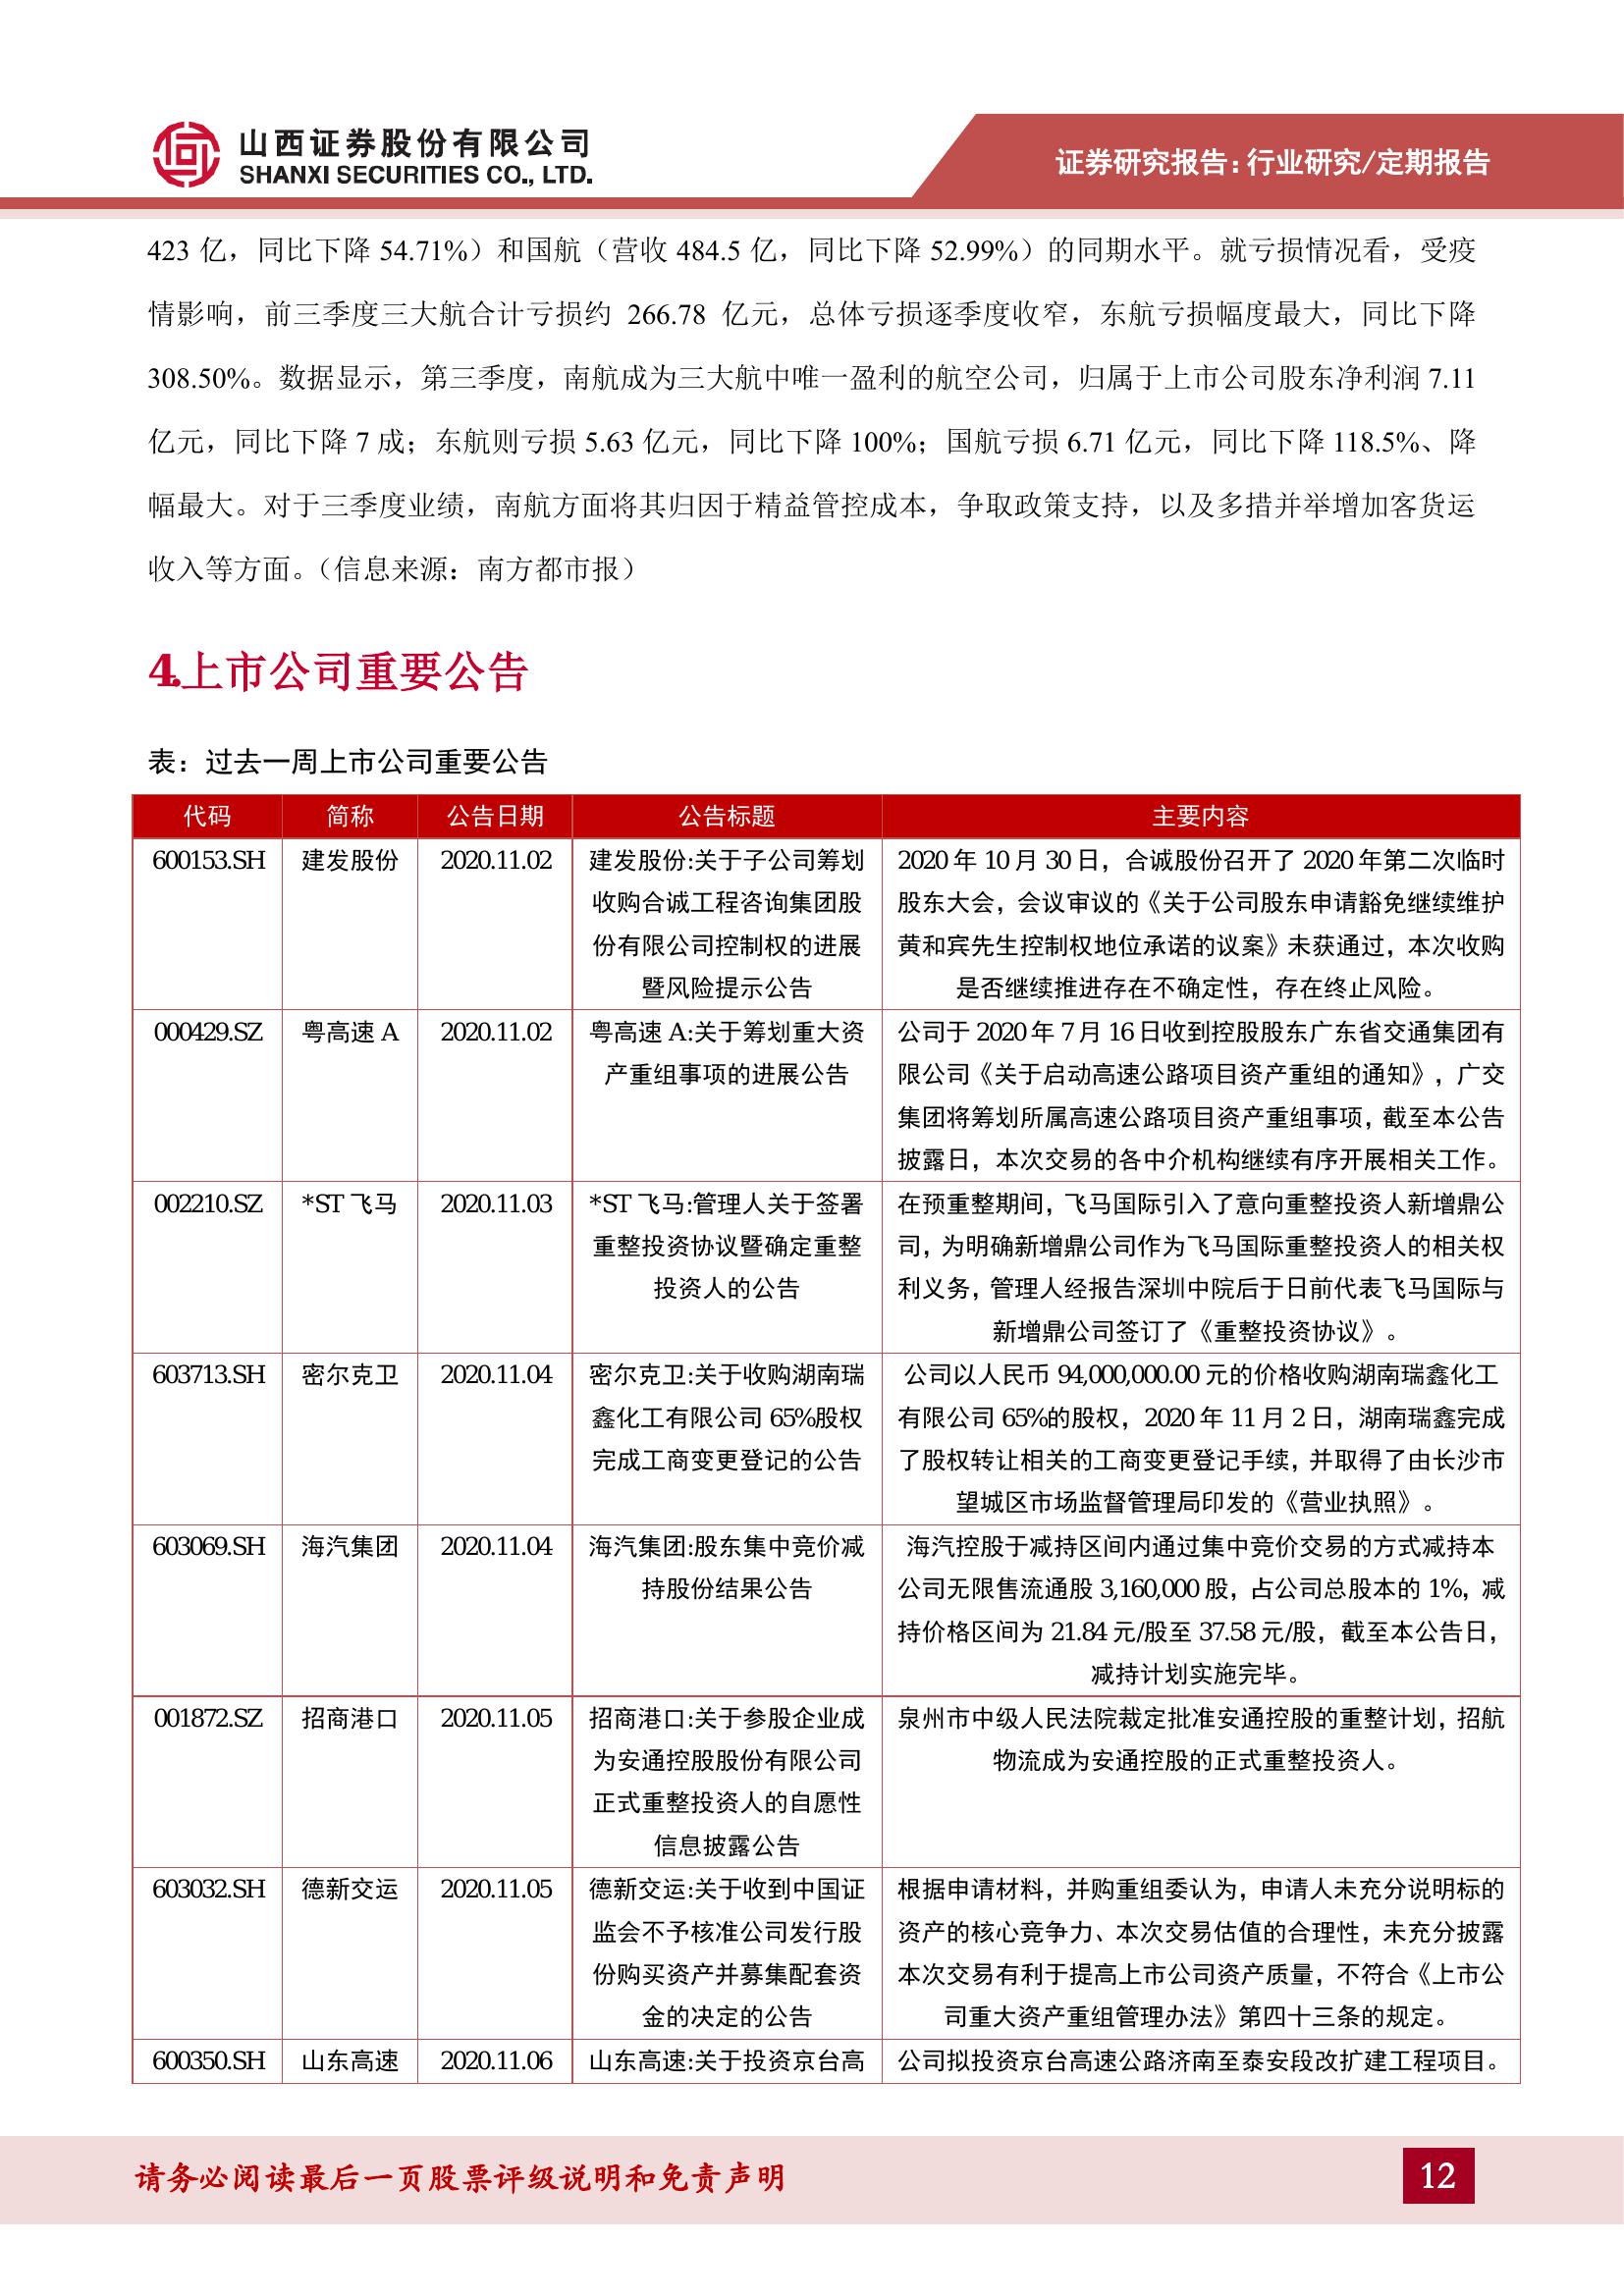 山西证券股份有限公司
SHANXI SECURITIES CO., LTD.
证券研究报告:行业研究/定期报告
423 亿，同比下降 54.71%）和国航（营收 484.5 亿，同比下降 52.99%）的同期水平。就亏损情况看，受疫
情影响，前三季度三大航合计亏损约 266.78 亿元，总体亏损逐季度收窄，东航亏损幅度最大，同比下降
308.50%。数据显示，第三季度，南航成为三大航中唯一盈利的航空公司，归属于上市公司股东净利润 7.11
亿元，同比下降 7 成；东航则亏损 5.63 亿元，同比下降 100%；国航亏损 6.71 亿元，同比下降 118.5%、降
幅最大。对于三季度业绩，南航方面将其归因于精益管控成本，争取政策支持，以及多措并举增加客货运
收入等方面。（信息来源：南方都市报）
4.上市公司重要公告
表：过去一周上市公司重要公告
代码 简称 公告日期 公告标题 主要内容
600153.SH 建发股份 2020.11.02 建发股份:关于子公司筹划 2020 年 10 月 30 日，合诚股份召开了 2020 年第二次临时
收购合诚工程咨询集团股 股东大会，会议审议的《关于公司股东申请豁免继续维护
份有限公司控制权的进展 黄和宾先生控制权地位承诺的议案》未获通过，本次收购
暨风险提示公告 是否继续推进存在不确定性，存在终止风险。
000429.SZ 粤高速 A 2020.11.02 粤高速 A:关于筹划重大资 公司于 2020 年 7 月 16 日收到控股股东广东省交通集团有
产重组事项的进展公告 限公司《关于启动高速公路项目资产重组的通知》，广交
集团将筹划所属高速公路项目资产重组事项，截至本公告
披露日，本次交易的各中介机构继续有序开展相关工作。
002210.SZ *ST 飞马 2020.11.03 *ST 飞马:管理人关于签署 在预重整期间，飞马国际引入了意向重整投资人新增鼎公
重整投资协议暨确定重整 司，为明确新增鼎公司作为飞马国际重整投资人的相关权
投资人的公告 利义务，管理人经报告深圳中院后于日前代表飞马国际与
新增鼎公司签订了《重整投资协议》。
603713.SH 密尔克卫 2020.11.04 密尔克卫:关于收购湖南瑞 公司以人民币 94,000,000.00 元的价格收购湖南瑞鑫化工
鑫化工有限公司 65%股权 有限公司 65%的股权，2020 年 11 月 2 日，湖南瑞鑫完成
完成工商变更登记的公告 了股权转让相关的工商变更登记手续，并取得了由长沙市
望城区市场监督管理局印发的《营业执照》。
603069.SH 海汽集团 2020.11.04 海汽集团:股东集中竞价减 海汽控股于减持区间内通过集中竞价交易的方式减持本
持股份结果公告 公司无限售流通股 3,160,000 股，占公司总股本的 1%，减
持价格区间为 21.84 元/股至 37.58 元/股，截至本公告日，
减持计划实施完毕。
001872.SZ 招商港口 2020.11.05 招商港口:关于参股企业成 泉州市中级人民法院裁定批准安通控股的重整计划，招航
为安通控股股份有限公司 物流成为安通控股的正式重整投资人。
正式重整投资人的自愿性
信息披露公告
603032.SH 德新交运 2020.11.05 德新交运:关于收到中国证 根据申请材料，并购重组委认为，申请人未充分说明标的
监会不予核准公司发行股 资产的核心竞争力、本次交易估值的合理性，未充分披露
份购买资产并募集配套资 本次交易有利于提高上市公司资产质量，不符合《上市公
金的决定的公告 司重大资产重组管理办法》第四十三条的规定。
600350.SH 山东高速 2020.11.06 山东高速:关于投资京台高 公司拟投资京台高速公路济南至泰安段改扩建工程项目。
请务必阅读最后一页股票评级说明和免责声明
12